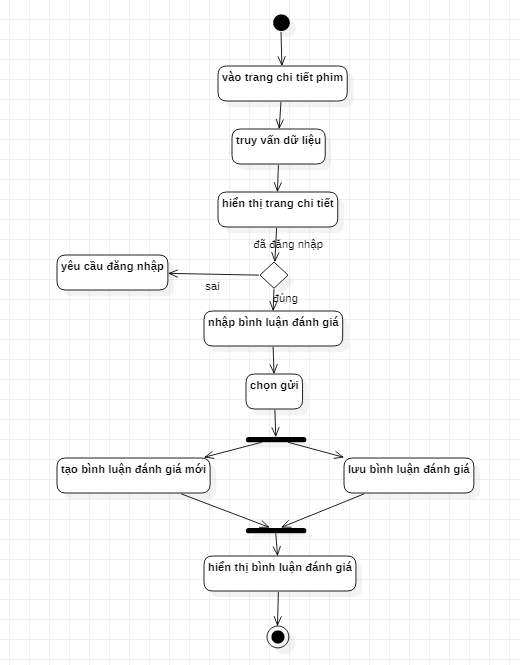 vào trang chi tiết phim
truy vấn dữ liệu
hiển thị trang chi tiết
đã đăng nhập
yêu cầu đăng nhập
sai
đúng
nhập bình luận đánh giá
chọn gửi
tạo bình luận đánh giá mới
lưu bình luận đánh giá
hiển thị bình luận đánh giá